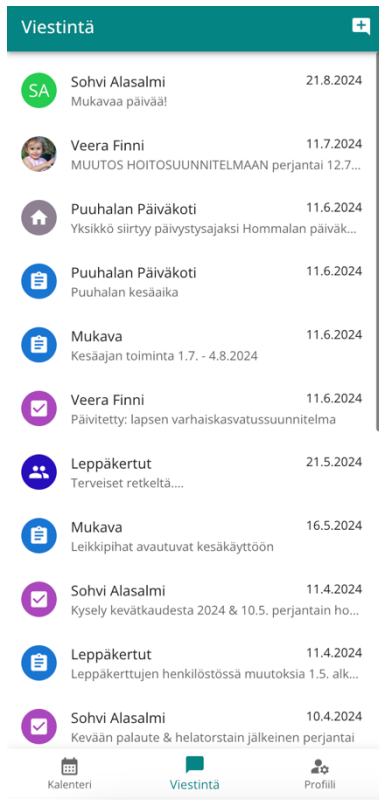 Viestintä
SA
Sohvi Alasalmi 21.8.2024
Mukavaa päivää!
Veera Finni 11.7.2024
MUUTOS HOITOSUUNNITELMAAN perjantai 12.7...
Puuhalan Päiväkoti 11.6.2024
Yksikkö siirtyy päivystysajaksi Hommalan päiväk...
Puuhalan Päiväkoti 11.6.2024
Puuhalan kesäaika
Mukava 11.6.2024
Kesäajan toiminta 1.7. - 4.8.2024
Veera Finni 11.6.2024
Päivitetty: lapsen varhaiskasvatussuunnitelma
Leppäkertut 21.5.2024
Terveiset retkeltä....
Mukava 16.5.2024
Leikkipihat avautuvat kesäkäyttöön
Sohvi Alasalmi 11.4.2024
Kysely kevätkaudesta 2024 & 10.5. perjantain ho...
Leppäkertut 11.4.2024
Leppäkerttujen henkilöstössä muutoksia 1.5. alk...
Sohvi Alasalmi 10.4.2024
Kevään palaute & helatorstain jälkeinen perjantai
Kalenteri Viestintä Profiili